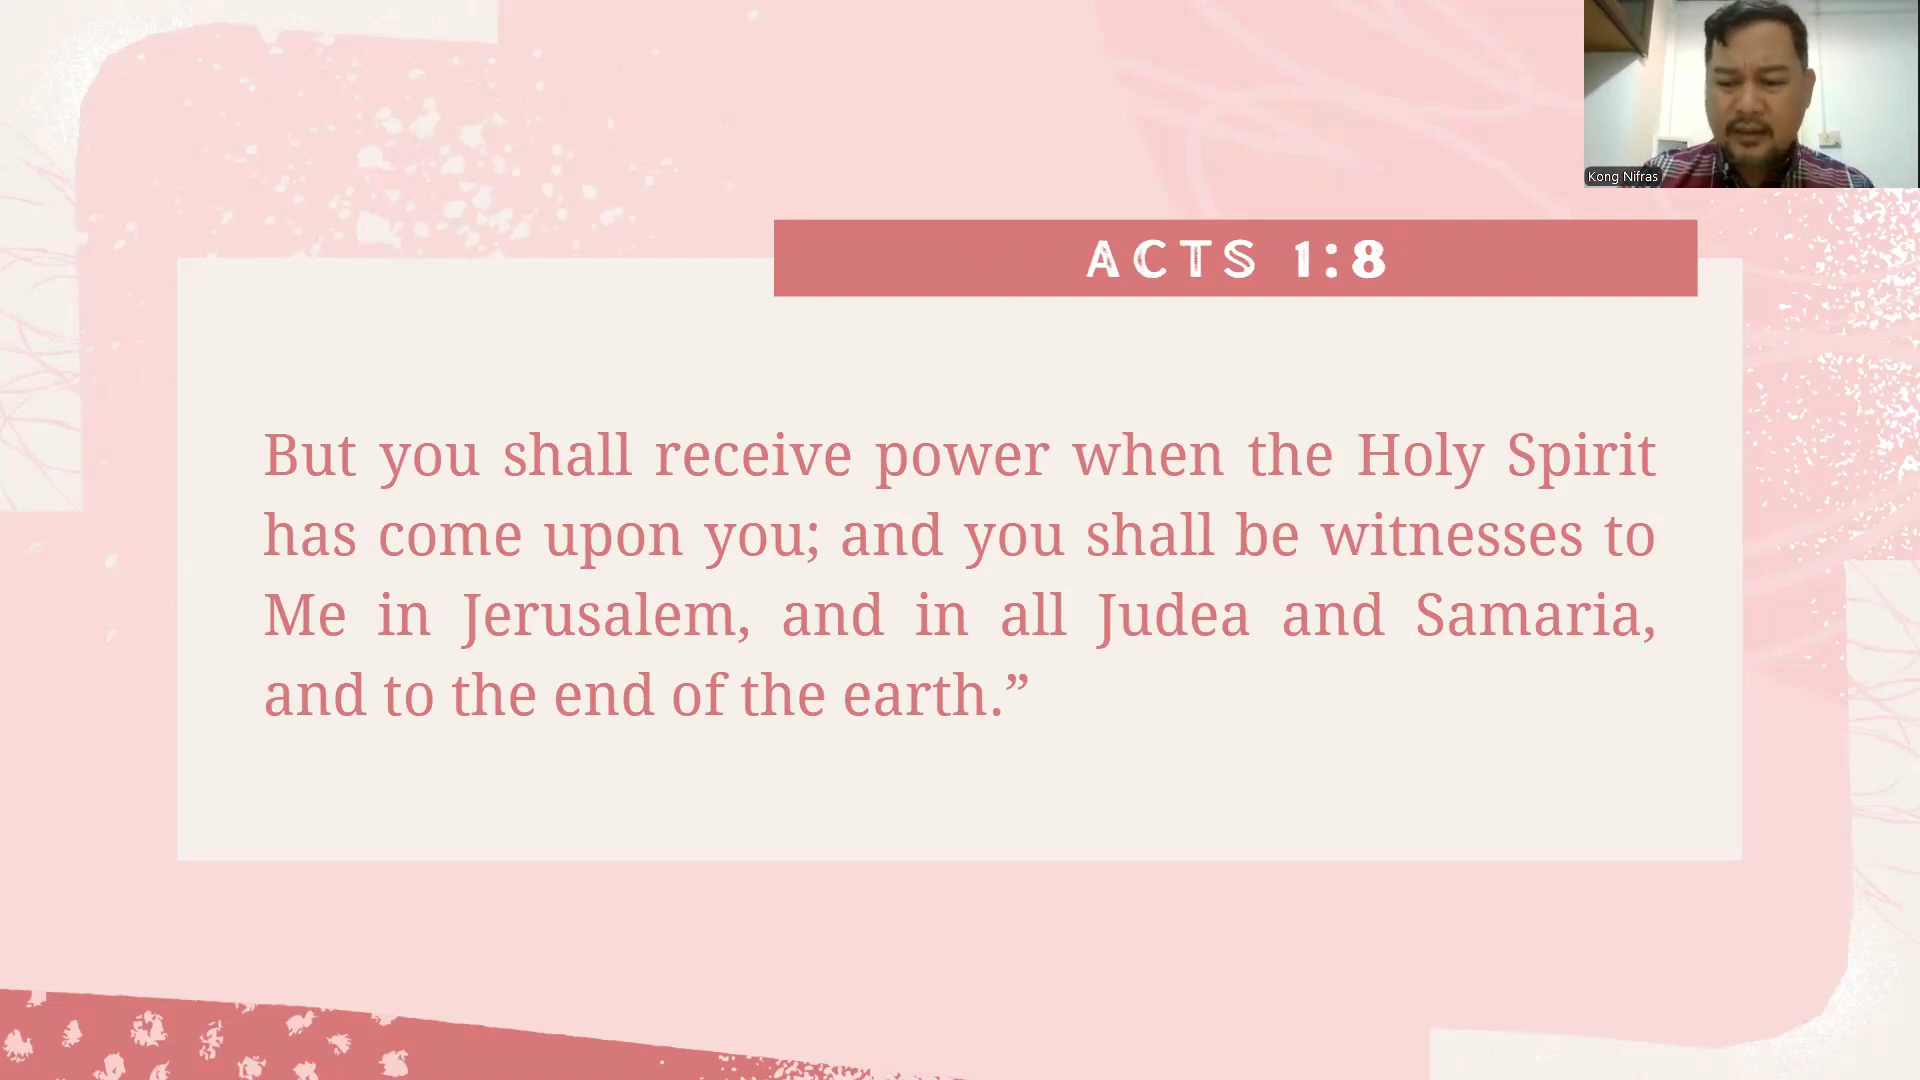 Kong Nifras
ACTS 1:8
But you shall receive power when the Holy Spirit
has come upon you; and you shall be witnesses to
Me in Jerusalem, and in all Judea and Samaria,
and to the end of the earth.”